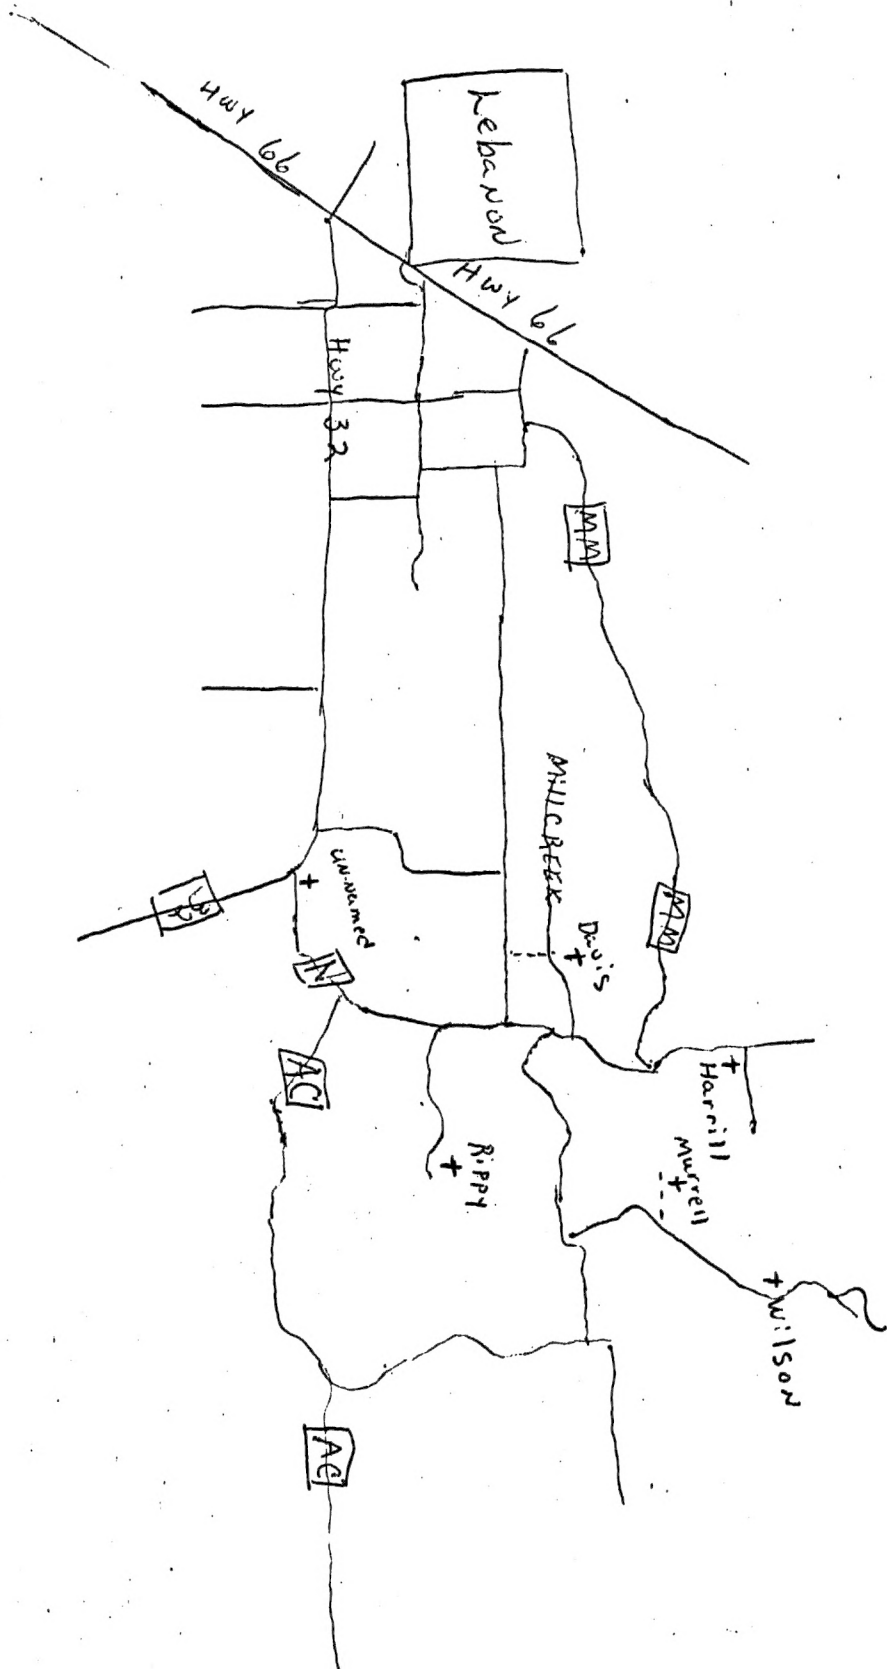 Lebanon
Hwy 66
Hwy 66
Hwy 32
MM
MILLCREEK
MM
Davis
+
un-named
+
32
N
AC
Harrill
+
Murrell
+
Rippy
+
Wilson
+
AC